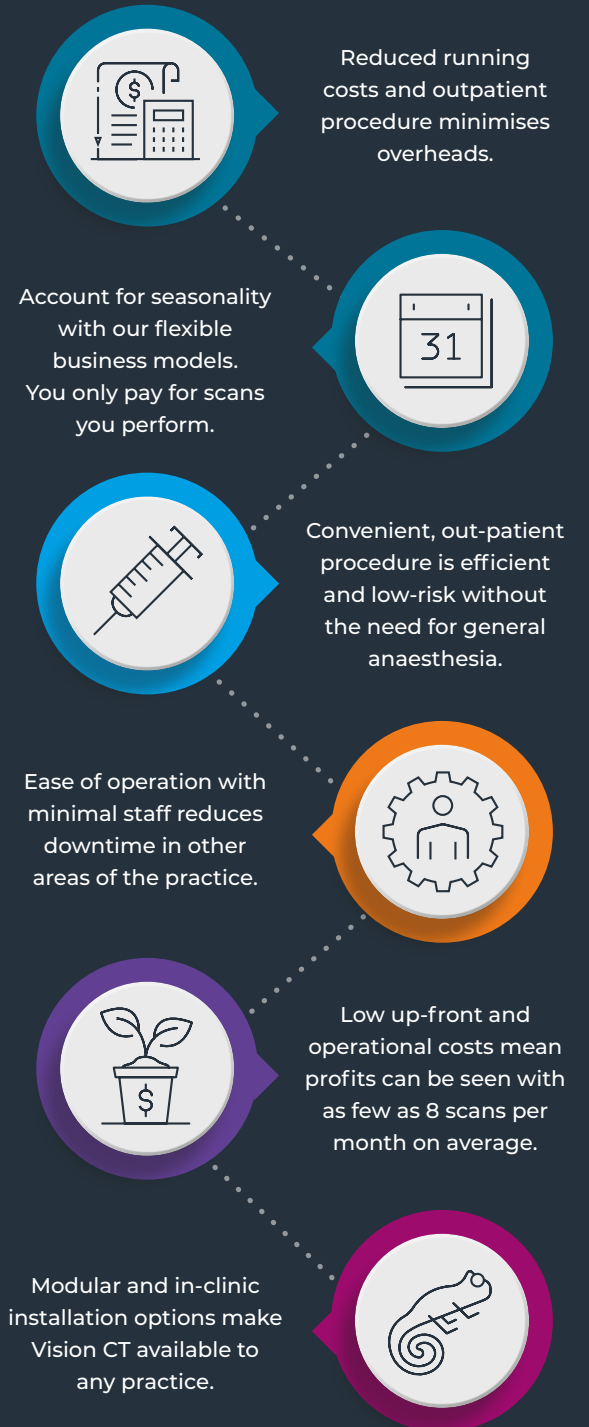 Reduced running
costs and outpatient
procedure minimises
overheads.
$
Account for seasonality
with our flexible
business models.
You only pay for scans
you perform.
31
Convenient, out-patient
procedure is efficient
and low-risk without
the need for general
anaesthesia.
Ease of operation with
minimal staff reduces
downtime in other
areas of the practice.
Low up-front and
operational costs mean
profits can be seen with
as few as 8 scans per
month on average.
$
Modular and in-clinic
installation options make
Vision CT available to
any practice.